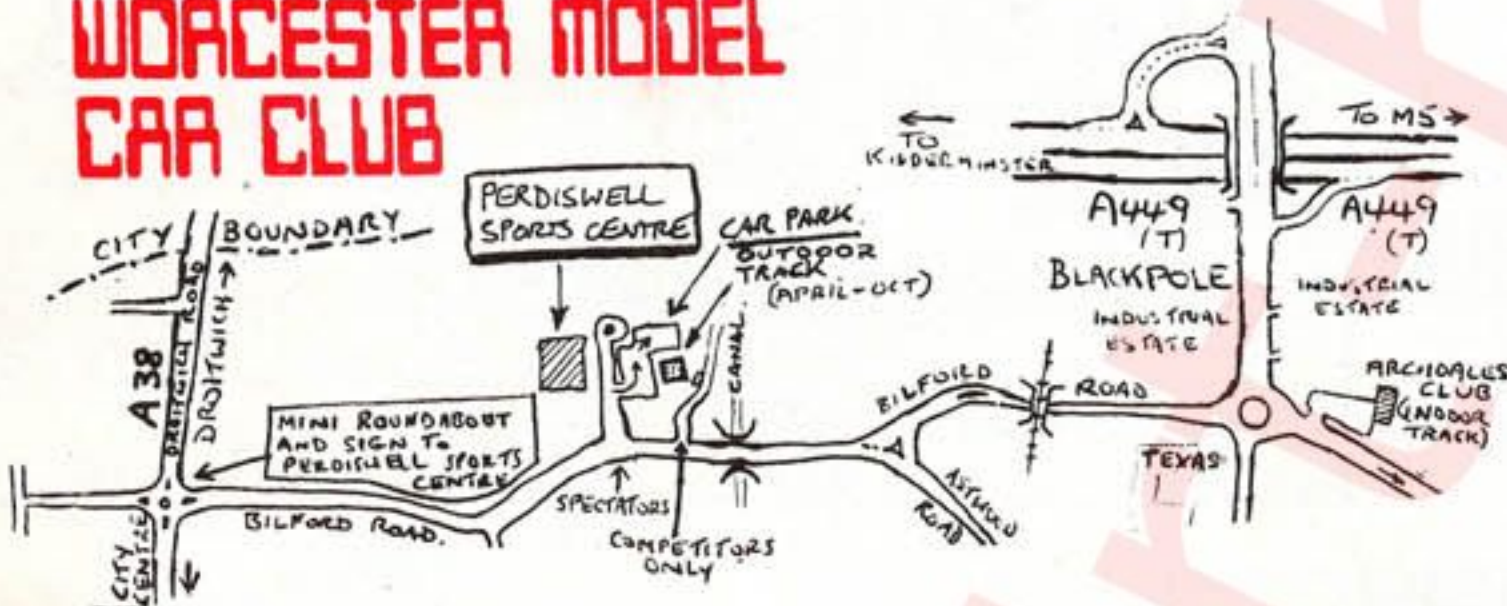 WORCESTER MODEL
CAR CLUB
← TO
KIDDERMINSTER
TO M5 →
A449
(T)
A449
(T)
PERDISWELL
SPORTS CENTRE
CAR PARK
OUTDOOR
TRACK
(APRIL-OCT)
CITY BOUNDARY
A38
DROITWICH ROAD
DROITWICH →
BLACKPOLE
INDUSTRIAL
ESTATE
INDUSTRIAL
ESTATE
CANAL
BILFORD ROAD
ARCHDALES
CLUB
(INDOOR
TRACK)
MINI ROUNDABOUT
AND SIGN TO
PERDISWELL SPORTS
CENTRE
TEXAS
SPECTATORS
ASTWOOD
ROAD
BILFORD ROAD.
COMPETITORS
ONLY
CITY
CENTRE
←